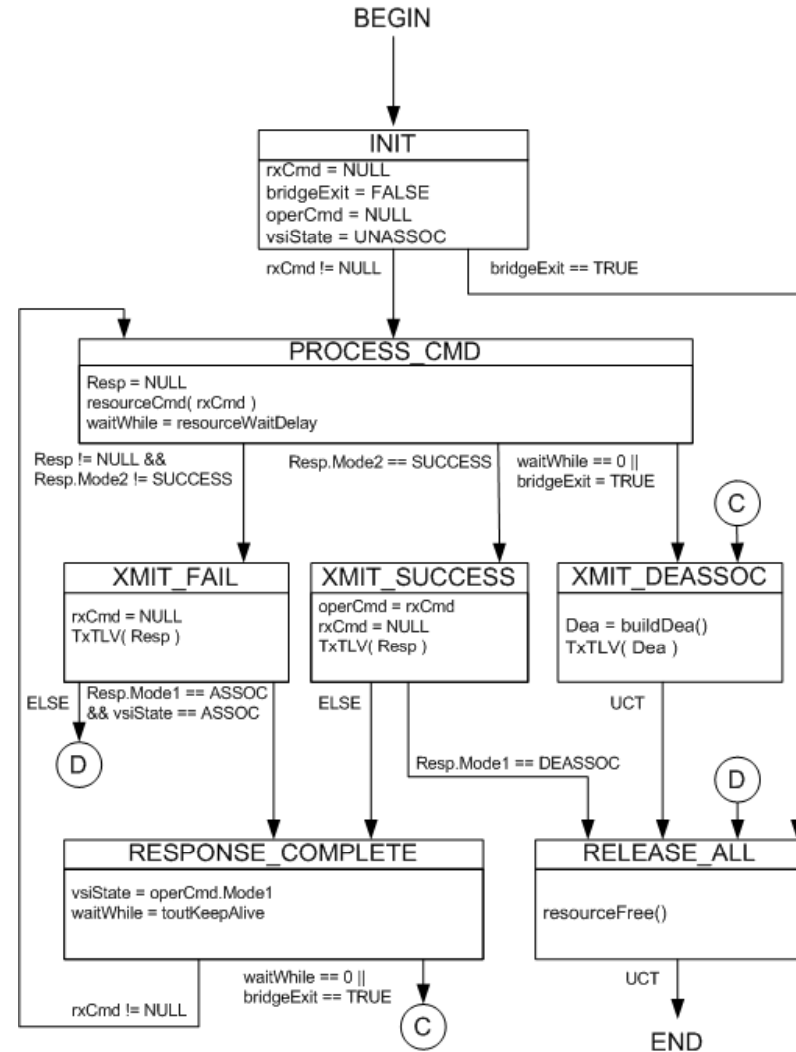 BEGIN
INIT
rxCmd = NULL
bridgeExit = FALSE
operCmd = NULL
vsiState = UNASSOC
rxCmd != NULL
bridgeExit == TRUE
PROCESS_CMD
Resp = NULL
resourceCmd( rxCmd )
waitWhile = resourceWaitDelay
Resp != NULL &&
Resp.Mode2 != SUCCESS
Resp.Mode2 == SUCCESS
waitWhile == 0 ||
bridgeExit = TRUE
C
XMIT_FAIL
rxCmd = NULL
TxTLV( Resp )
XMIT_SUCCESS
operCmd = rxCmd
rxCmd = NULL
TxTLV( Resp )
XMIT_DEASSOC
Dea = buildDea()
TxTLV( Dea )
ELSE
Resp.Mode1 == ASSOC
&& vsiState == ASSOC
ELSE
UCT
D
Resp.Mode1 == DEASSOC
D
RESPONSE_COMPLETE
vsiState = operCmd.Mode1
waitWhile = toutKeepAlive
RELEASE_ALL
resourceFree()
rxCmd != NULL
waitWhile == 0 ||
bridgeExit == TRUE
C
UCT
END